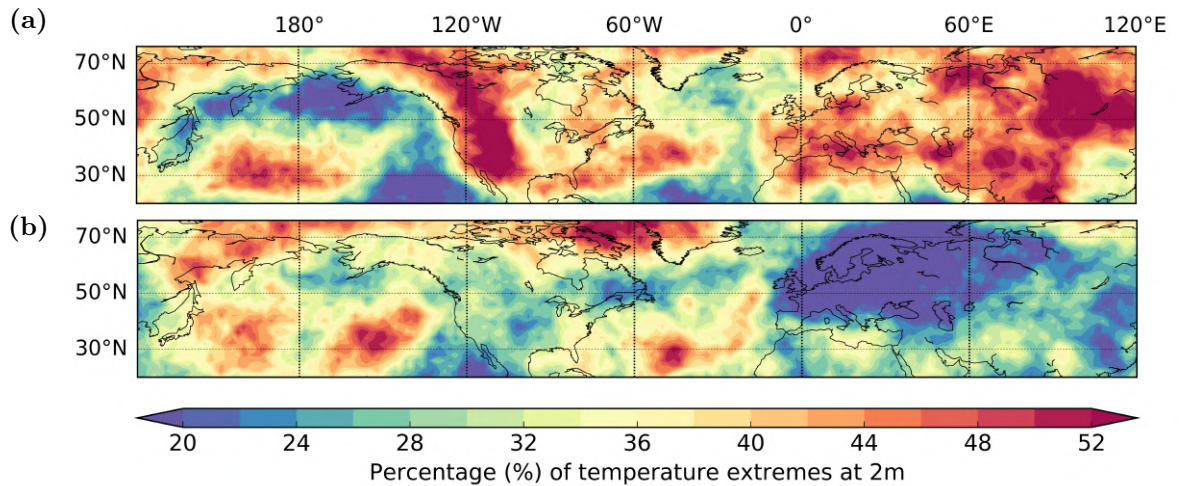 (a)
180° 120°W 60°W 0° 60°E 120°E
70°N
50°N
30°N
(b)
70°N
50°N
30°N
20 24 28 32 36 40 44 48 52
Percentage (%) of temperature extremes at 2m